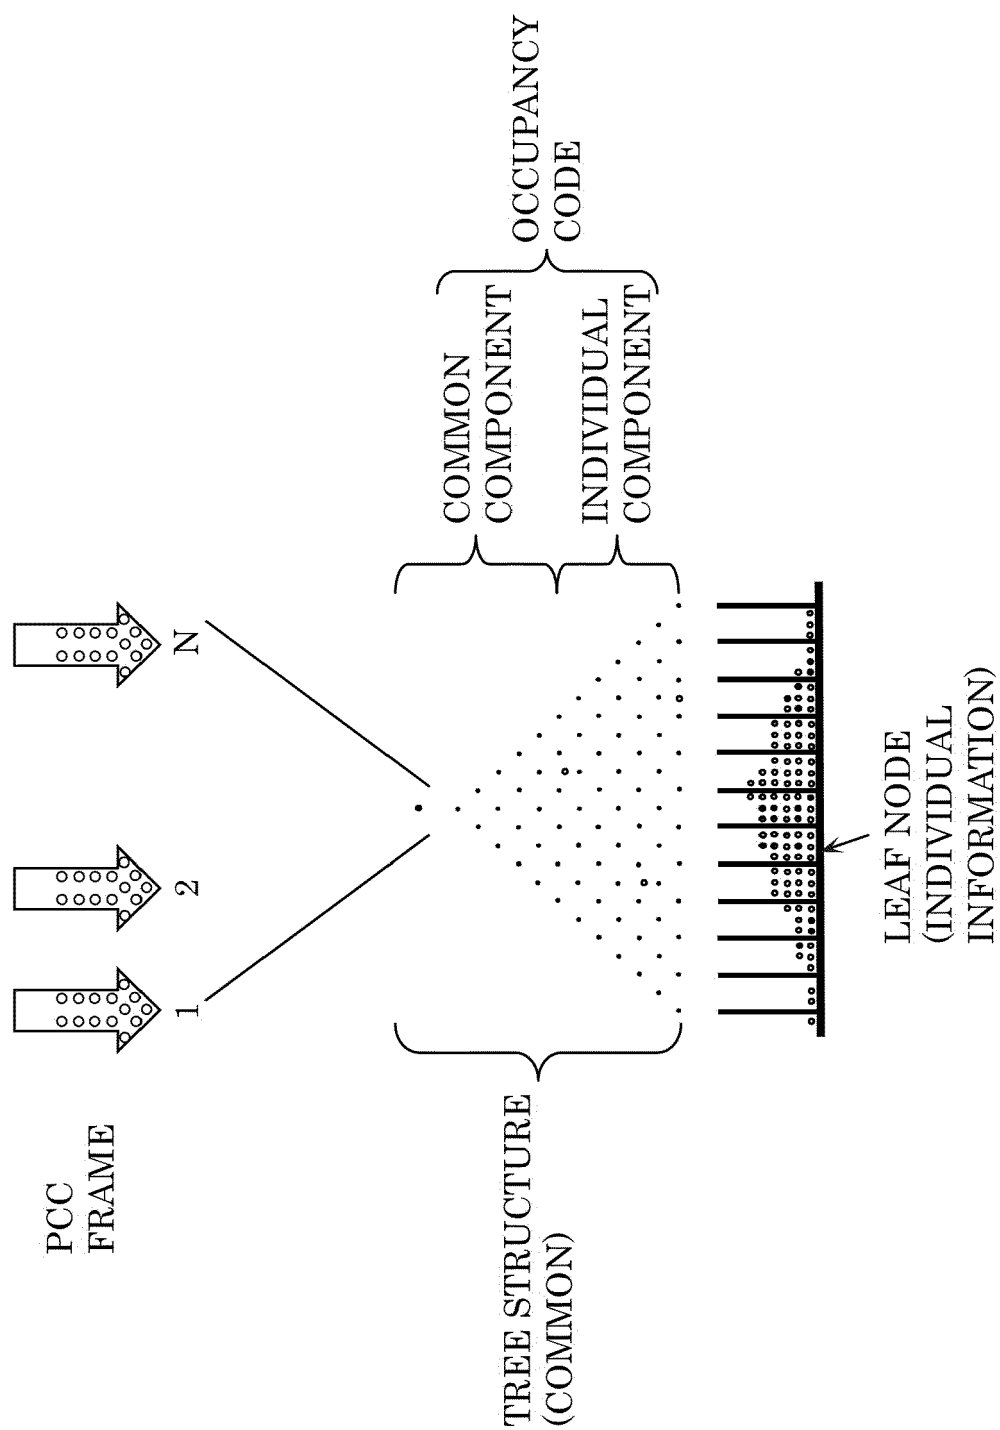 PCC
FRAME
1
2
N
TREE STRUCTURE
(COMMON)
COMMON
COMPONENT
INDIVIDUAL
COMPONENT
OCCUPANCY
CODE
LEAF NODE
(INDIVIDUAL
INFORMATION)